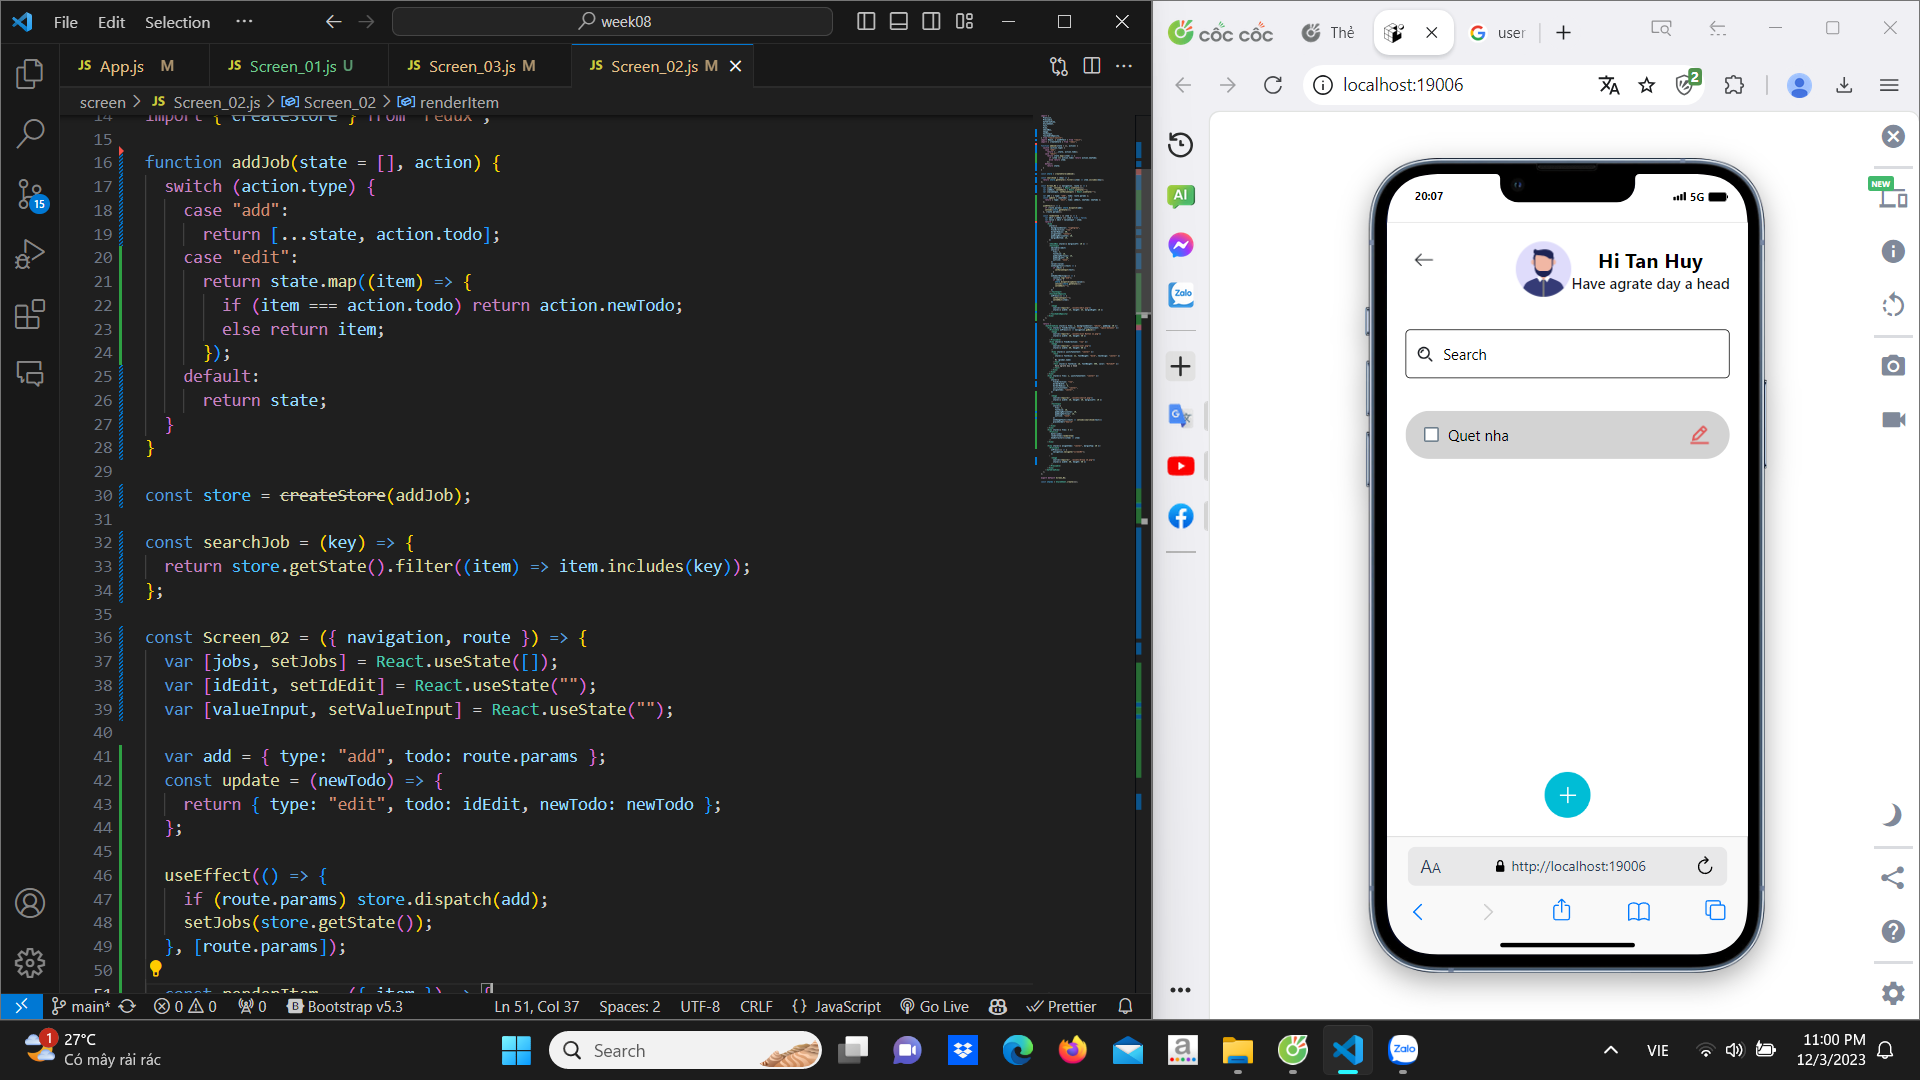 File Edit Selection ··· week08
JS App.js M JS Screen_01.js U JS Screen_03.js M JS Screen_02.js M
screen > JS Screen_02.js > Screen_02 > renderItem
14 import { createStore } from "redux";
15
16 function addJob(state = [], action) {
17 switch (action.type) {
18 case "add":
19 return [...state, action.todo];
20 case "edit":
21 return state.map((item) => {
22 if (item === action.todo) return action.newTodo;
23 else return item;
24 });
25 default:
26 return state;
27 }
28 }
29
30 const store = createStore(addJob);
31
32 const searchJob = (key) => {
33 return store.getState().filter((item) => item.includes(key));
34 };
35
36 const Screen_02 = ({ navigation, route }) => {
37 var [jobs, setJobs] = React.useState([]);
38 var [idEdit, setIdEdit] = React.useState("");
39 var [valueInput, setValueInput] = React.useState("");
40
41 var add = { type: "add", todo: route.params };
42 const update = (newTodo) => {
43 return { type: "edit", todo: idEdit, newTodo: newTodo };
44 };
45
46 useEffect(() => {
47 if (route.params) store.dispatch(add);
48 setJobs(store.getState());
49 }, [route.params]);
50
51 const renderItem = ({ item }) => {
15
main* 0 0 0 Bootstrap v5.3 Ln 51, Col 37 Spaces: 2 UTF-8 CRLF {} JavaScript Go Live Prettier
cốc cốc Thẻ user
localhost:19006 2
AI
Zalo
NEW
20:07 5G
Hi Tan Huy
Have agrate day a head
Search
Quet nha
AA http://localhost:19006
1 27°C
Có mây rải rác
Search
a
Zalo
VIE
11:00 PM
12/3/2023